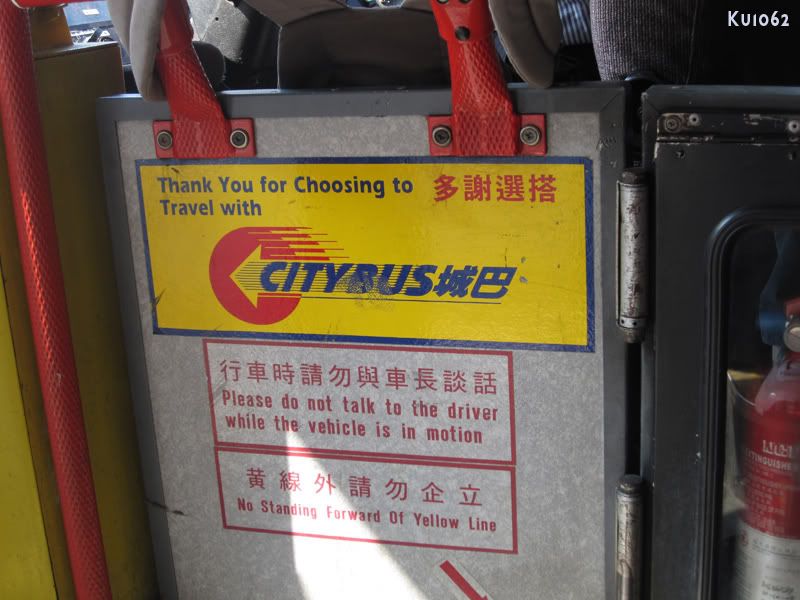 KU1062
Thank You for Choosing to
Travel with
多謝選搭
CITYBUS城巴
行車時請勿與車長談話
Please do not talk to the driver
while the vehicle is in motion
黃線外請勿企立
No Standing Forward Of Yellow Line